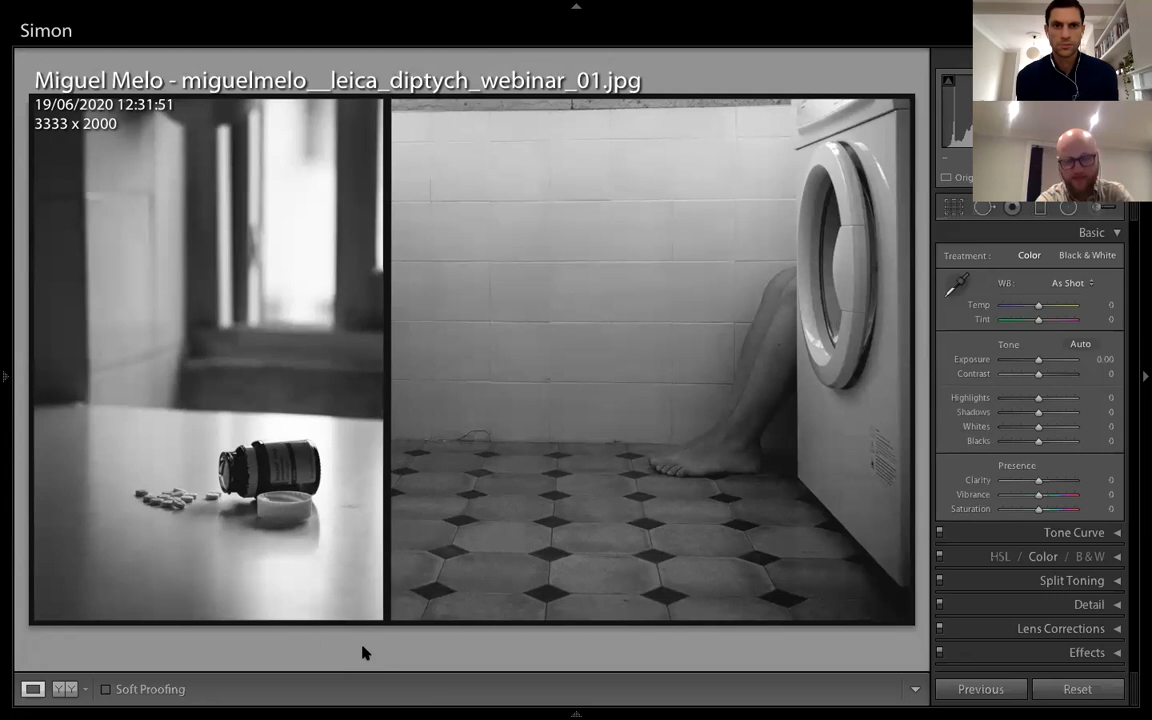 Simon
Miguel Melo - miguelmelo__leica_diptych_webinar_01.jpg
19/06/2020 12:31:51
3333 x 2000
Basic
Treatment : Color Black & White
WB: As Shot
Temp 0
Tint 0
Tone Auto
Exposure 0.00
Contrast 0
Highlights 0
Shadows 0
Whites 0
Blacks 0
Presence
Clarity 0
Vibrance 0
Saturation 0
Tone Curve
HSL / Color / B & W
Split Toning
Detail
Lens Corrections
Effects
Soft Proofing
Previous Reset